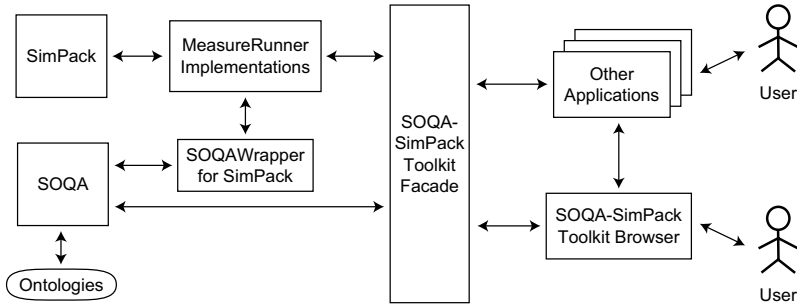 SimPack
MeasureRunner
Implementations
SOQA
SOQAWrapper
for SimPack
Ontologies
SOQA-
SimPack
Toolkit
Facade
Other
Applications
SOQA-SimPack
Toolkit Browser
User
User